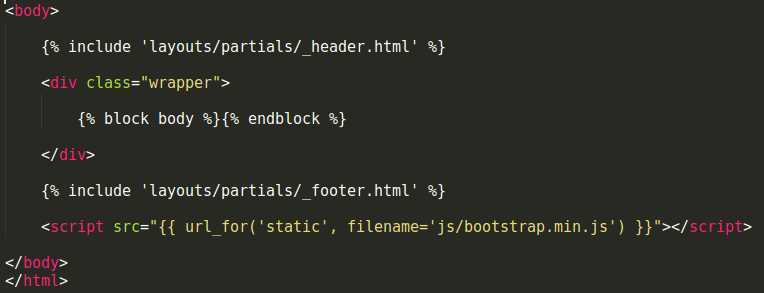 <body>
{% include 'layouts/partials/_header.html' %}
<div class="wrapper">
{% block body %}{% endblock %}
</div>
{% include 'layouts/partials/_footer.html' %}
<script src="{{ url_for('static', filename='js/bootstrap.min.js') }}"></script>
</body>
</html>